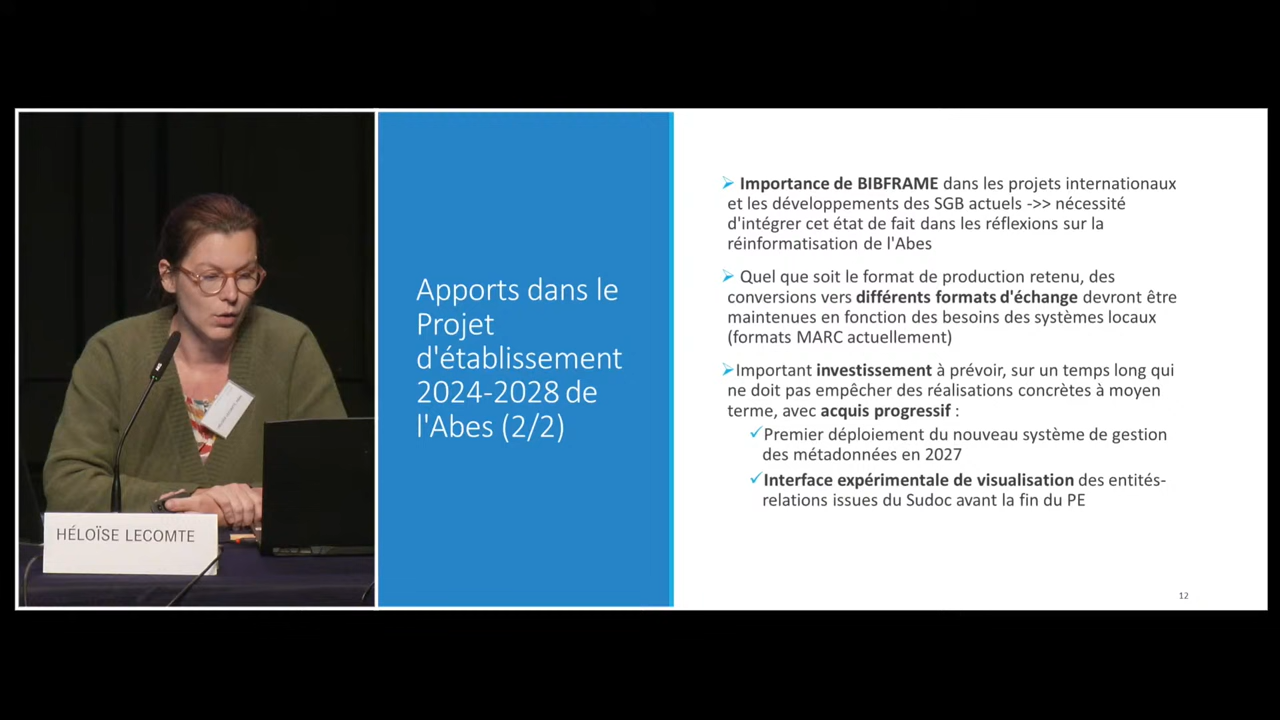 HÉLOÏSE LECOMTE
Apports dans le
Projet
d'établissement
2024-2028 de
l'Abes (2/2)
➢ Importance de BIBFRAME dans les projets internationaux
et les développements des SGB actuels ->> nécessité
d'intégrer cet état de fait dans les réflexions sur la
réinformatisation de l'Abes
➢ Quel que soit le format de production retenu, des
conversions vers différents formats d'échange devront être
maintenues en fonction des besoins des systèmes locaux
(formats MARC actuellement)
➢Important investissement à prévoir, sur un temps long qui
ne doit pas empêcher des réalisations concrètes à moyen
terme, avec acquis progressif :
✓Premier déploiement du nouveau système de gestion
des métadonnées en 2027
✓Interface expérimentale de visualisation des entités-
relations issues du Sudoc avant la fin du PE
12